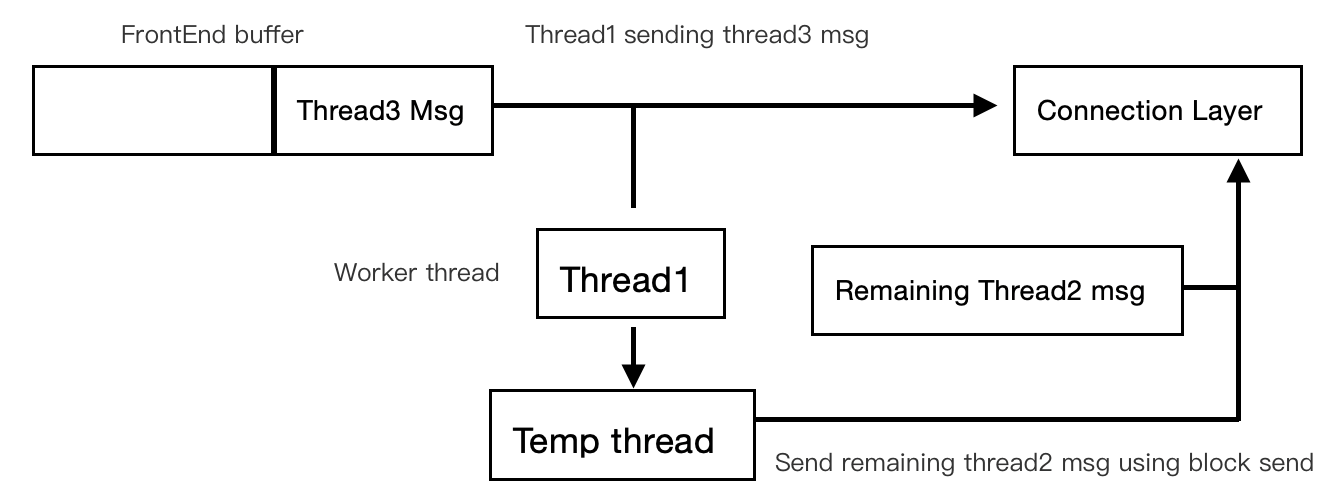 FrontEnd buffer
Thread1 sending thread3 msg
Thread3 Msg
Connection Layer
Worker thread
Thread1
Remaining Thread2 msg
Temp thread
Send remaining thread2 msg using block send